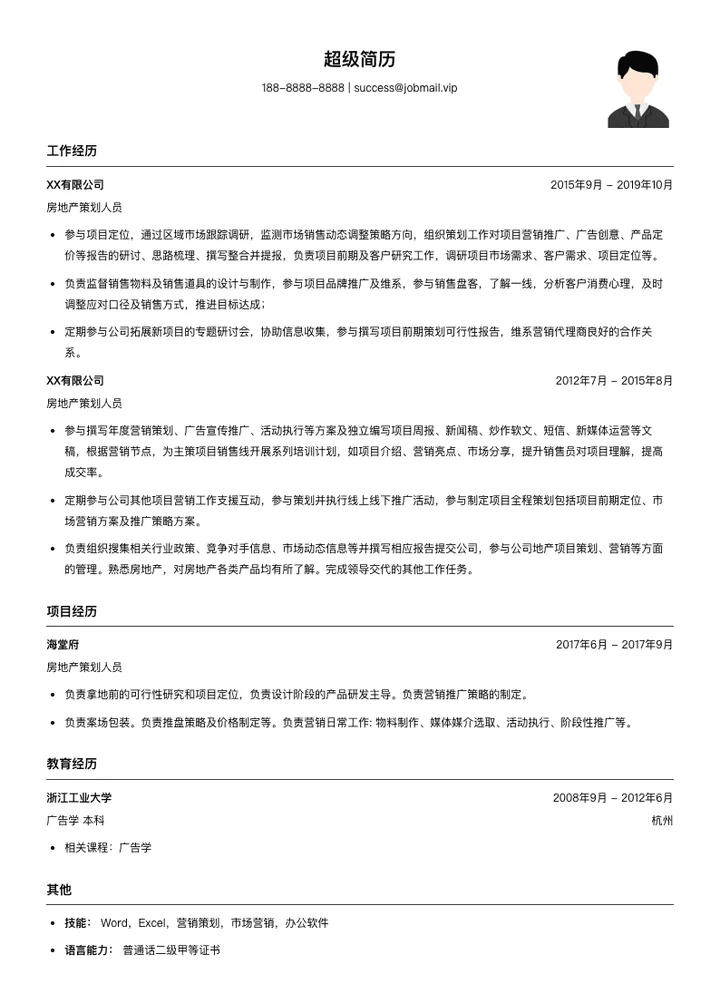 超级简历
188-8888-8888 | success@jobmail.vip
工作经历
XX有限公司 2015年9月 – 2019年10月
房地产策划人员
• 参与项目定位，通过区域市场跟踪调研，监测市场销售动态调整策略方向，组织策划工作对项目营销推广、广告创意、产品定
价等报告的研讨、思路梳理、撰写整合并提报，负责项目前期及客户研究工作，调研项目市场需求、客户需求、项目定位等。
• 负责监督销售物料及销售道具的设计与制作，参与项目品牌推广及维系，参与销售盘客，了解一线，分析客户消费心理，及时
调整应对口径及销售方式，推进目标达成；
• 定期参与公司拓展新项目的专题研讨会，协助信息收集，参与撰写项目前期策划可行性报告，维系营销代理商良好的合作关
系。
XX有限公司 2012年7月 – 2015年8月
房地产策划人员
• 参与撰写年度营销策划、广告宣传推广、活动执行等方案及独立编写项目周报、新闻稿、炒作软文、短信、新媒体运营等文
稿，根据营销节点，为主策项目销售线开展系列培训计划，如项目介绍、营销亮点、市场分享，提升销售员对项目理解，提高
成交率。
• 定期参与公司其他项目营销工作支援互动，参与策划并执行线上线下推广活动，参与制定项目全程策划包括项目前期定位、市
场营销方案及推广策略方案。
• 负责组织搜集相关行业政策、竞争对手信息、市场动态信息等并撰写相应报告提交公司，参与公司地产项目策划、营销等方面
的管理。熟悉房地产，对房地产各类产品均有所了解。完成领导交代的其他工作任务。
项目经历
海堂府 2017年6月 – 2017年9月
房地产策划人员
• 负责拿地前的可行性研究和项目定位，负责设计阶段的产品研发主导。负责营销推广策略的制定。
• 负责案场包装。负责推盘策略及价格制定等。负责营销日常工作: 物料制作、媒体媒介选取、活动执行、阶段性推广等。
教育经历
浙江工业大学 2008年9月 – 2012年6月
广告学 本科 杭州
• 相关课程：广告学
其他
• 技能： Word，Excel，营销策划，市场营销，办公软件
• 语言能力： 普通话二级甲等证书